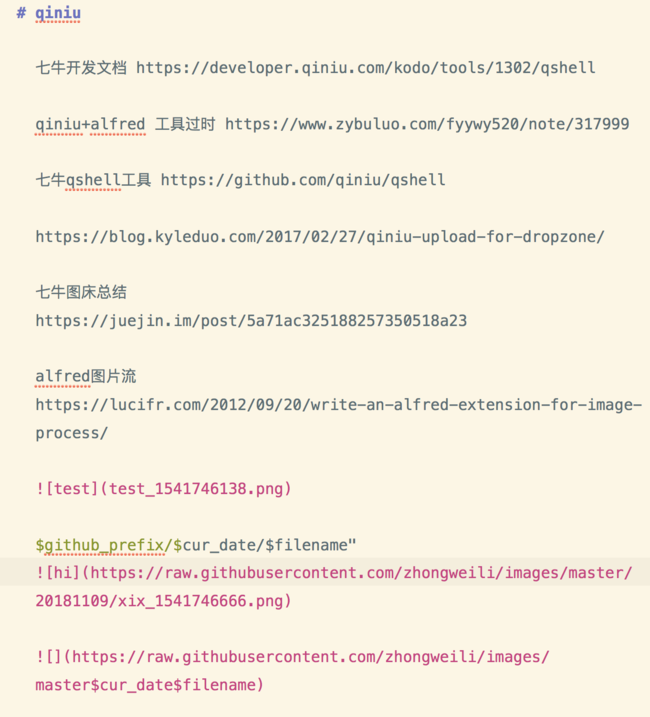 # qiniu
七牛开发文档 https://developer.qiniu.com/kodo/tools/1302/qshell
qiniu+alfred 工具过时 https://www.zybuluo.com/fyywy520/note/317999
七牛qshell工具 https://github.com/qiniu/qshell
https://blog.kyleduo.com/2017/02/27/qiniu-upload-for-dropzone/
七牛图床总结
https://juejin.im/post/5a71ac325188257350518a23
alfred图片流
https://lucifr.com/2012/09/20/write-an-alfred-extension-for-image-
process/
![test](test_1541746138.png)
$github_prefix/$cur_date/$filename"
![hi](https://raw.githubusercontent.com/zhongweili/images/master/
20181109/xix_1541746666.png)
![](https://raw.githubusercontent.com/zhongweili/images/
master$cur_date$filename)